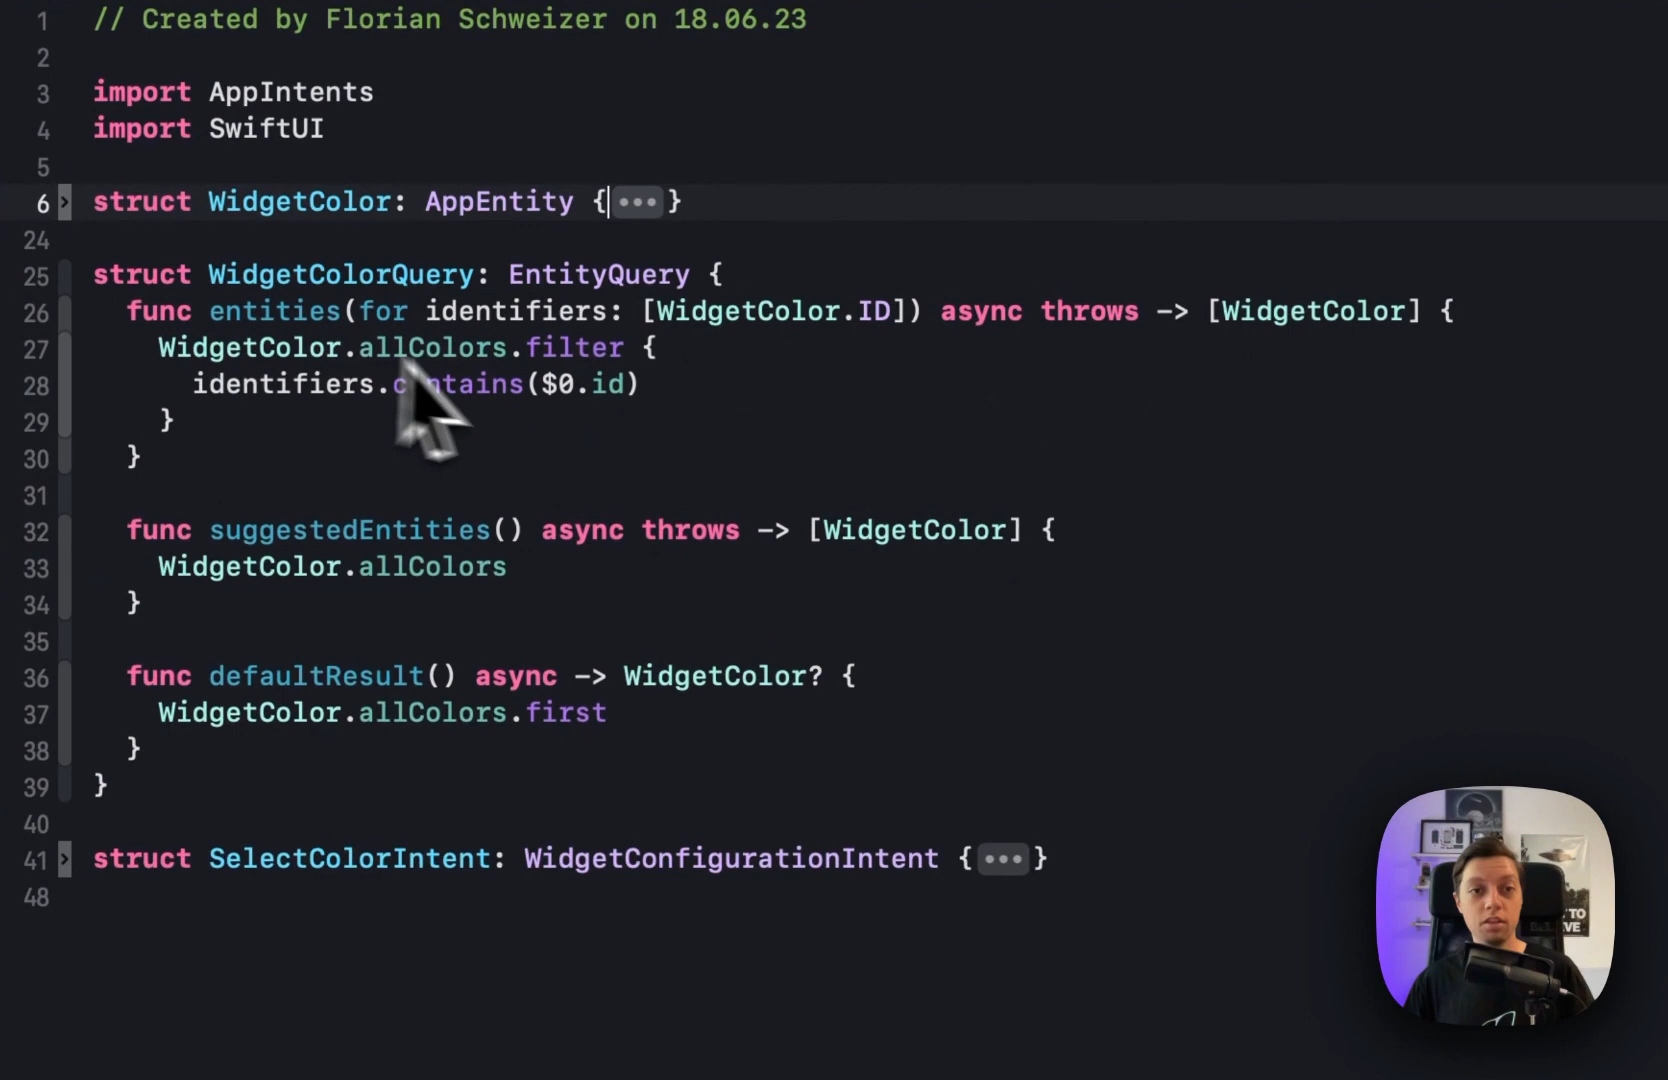 1 // Created by Florian Schweizer on 18.06.23
2
3 import AppIntents
4 import SwiftUI
5
6 struct WidgetColor: AppEntity {•••}
24
25 struct WidgetColorQuery: EntityQuery {
26 func entities(for identifiers: [WidgetColor.ID]) async throws -> [WidgetColor] {
27 WidgetColor.allColors.filter {
28 identifiers.contains($0.id)
29 }
30 }
31
32 func suggestedEntities() async throws -> [WidgetColor] {
33 WidgetColor.allColors
34 }
35
36 func defaultResult() async -> WidgetColor? {
37 WidgetColor.allColors.first
38 }
39 }
40
41 struct SelectColorIntent: WidgetConfigurationIntent {•••}
48
TO